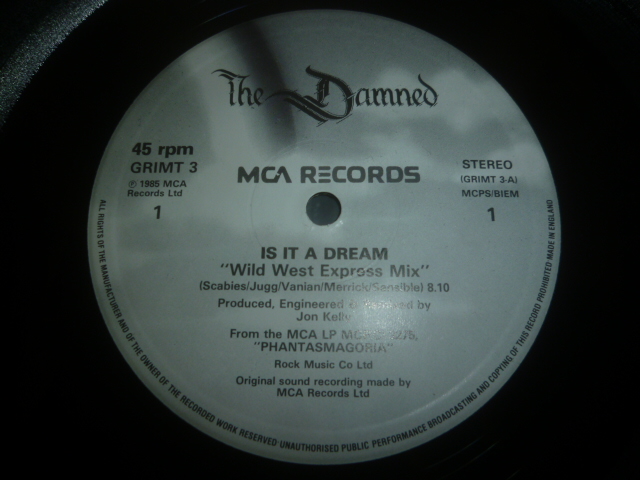 The Damned
45 rpm
GRIMT 3
℗ 1985 MCA
Records Ltd
1
MCA RECORDS
STEREO
(GRIMT 3-A)
MCPS/BIEM
1
IS IT A DREAM
"Wild West Express Mix"
(Scabies/Jugg/Vanian/Merrick/Sensible) 8.10
Produced, Engineered by
Jon Kelly
From the MCA LP
"PHANTASMAGORIA"
Rock Music Co Ltd
Original sound recording made by
MCA Records Ltd
ALL RIGHTS OF THE MANUFACTURER AND OF THE OWNER OF THE RECORDED WORK RESERVED·UNAUTHORISED PUBLIC PERFORMANCE BROADCASTING AND COPYING OF THIS RECORD PROHIBITED MADE IN ENGLAND